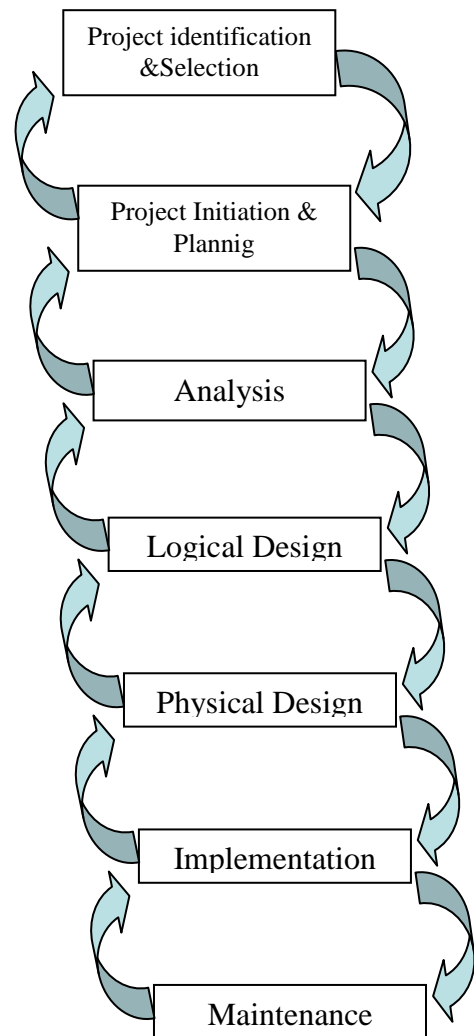 Project identification
&Selection
Project Initiation &
Plannig
Analysis
Logical Design
Physical Design
Implementation
Maintenance